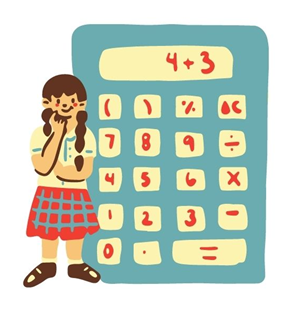 4+3
( ) % AC
7 8 9 ÷
4 5 6 ×
1 2 3 −
0 . =